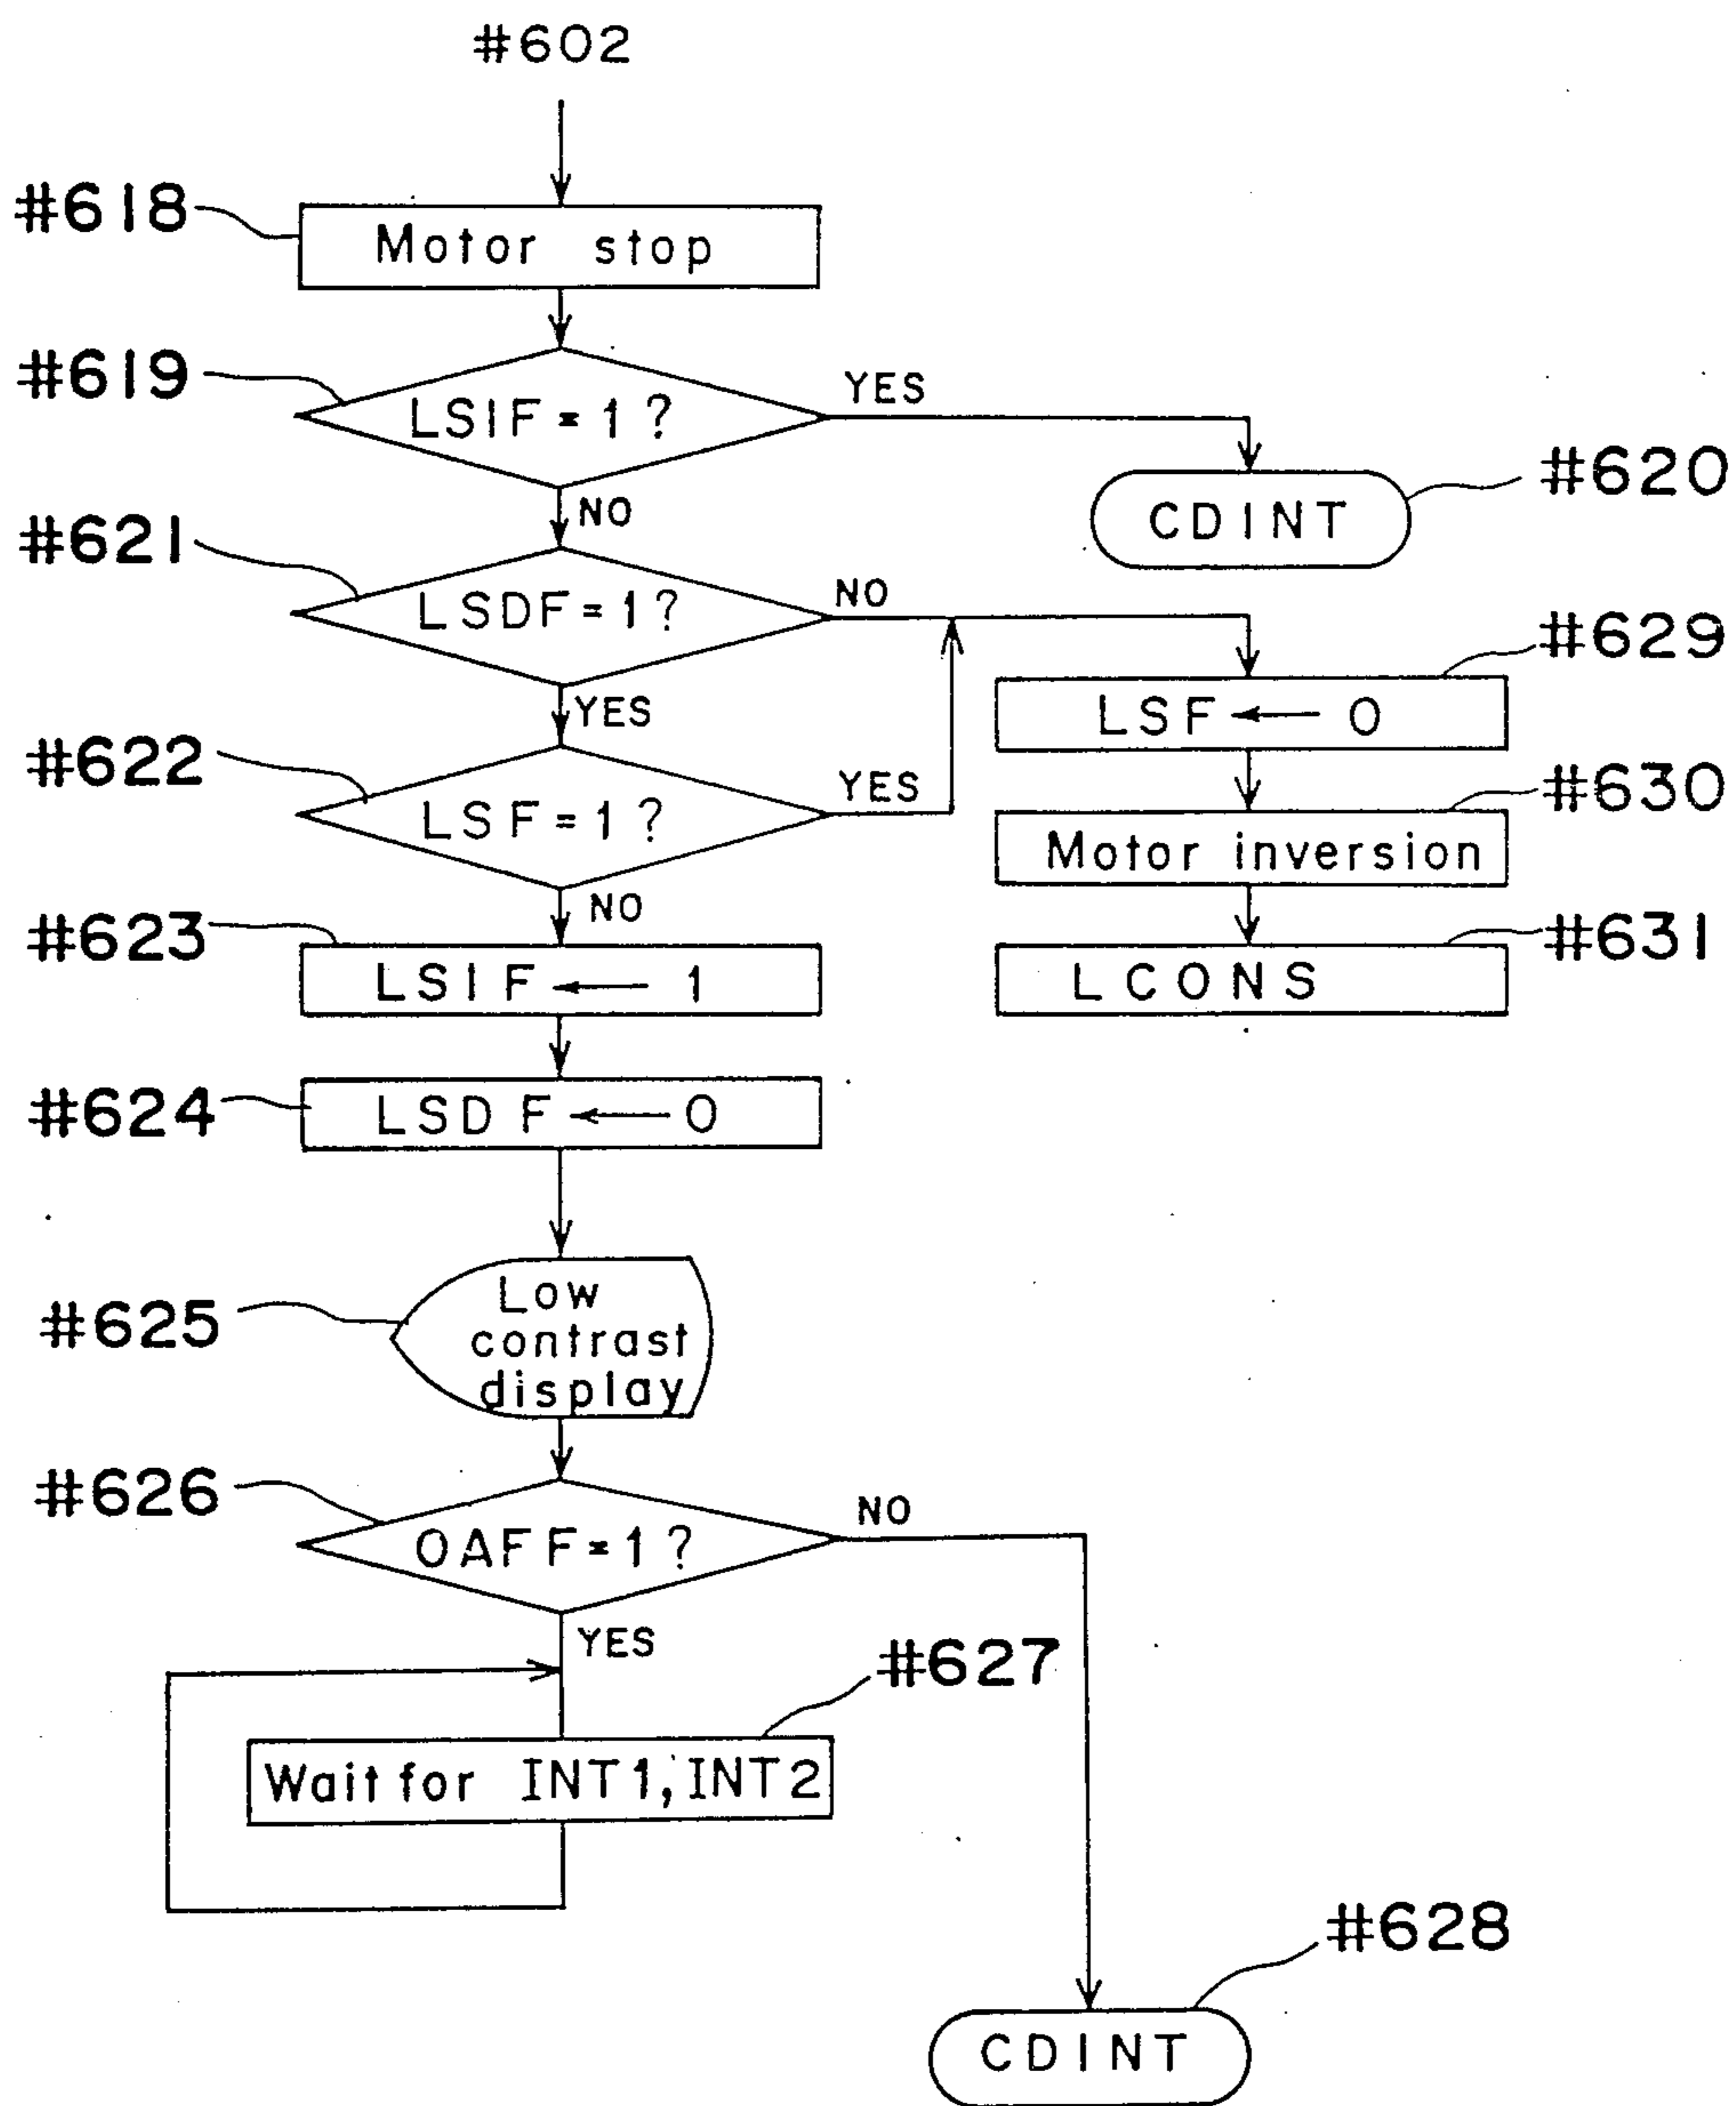 #602
#618
Motor stop
#619
LSIF = 1 ?
YES
#620
CDINT
NO
#621
LSDF = 1 ?
NO
#629
LSF ← 0
YES
#622
LSF = 1 ?
YES
#630
Motor inversion
NO
#623
LSIF ← 1
#631
LCONS
#624
LSDF ← 0
#625
Low
contrast
display
#626
OAFF = 1 ?
NO
YES
#627
Wait for INT1, INT2
#628
CDINT